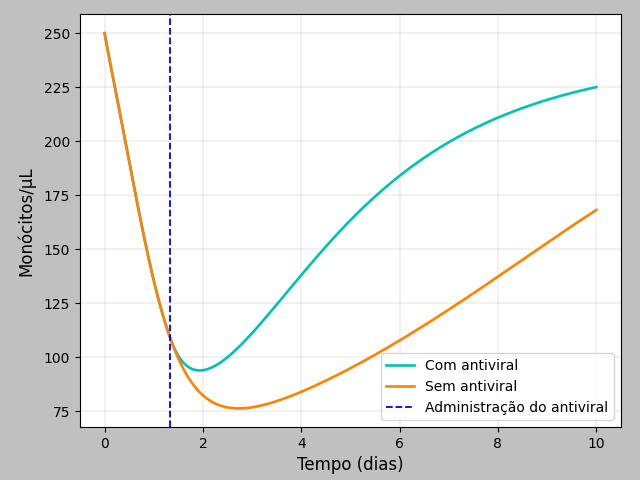 250
225
200
175
150
125
100
75
Monócitos/μL
0 2 4 6 8 10
Tempo (dias)
Com antiviral
Sem antiviral
Administração do antiviral